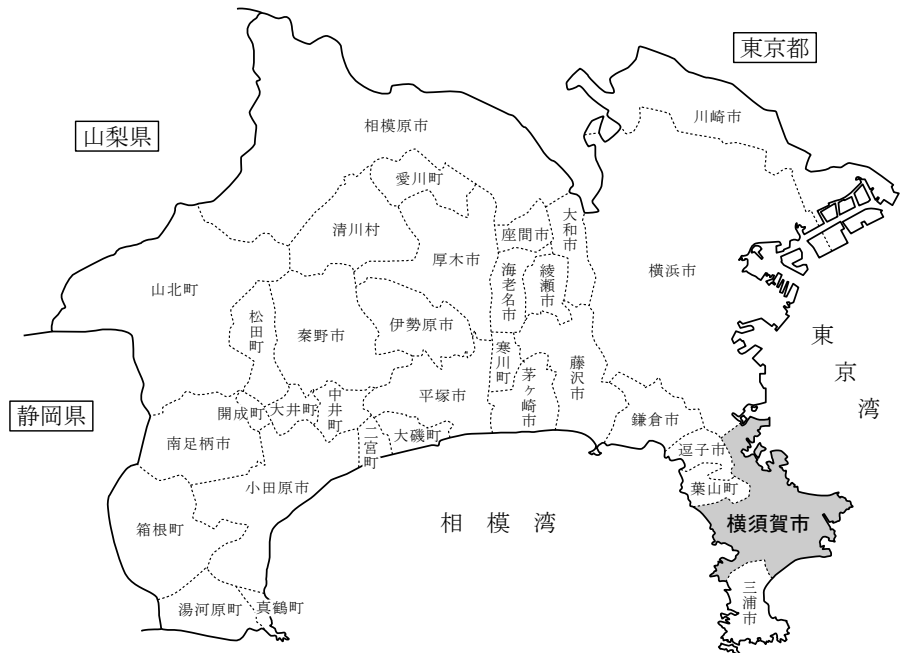 東京都
山梨県
静岡県
川崎市
相模原市
愛川町
清川村
厚木市
座間市
大和市
海老名市
綾瀬市
横浜市
山北町
松田町
秦野市
伊勢原市
寒川町
茅ヶ崎市
藤沢市
東京湾
開成町
大井町
中井町
平塚市
南足柄市
二宮町
大磯町
鎌倉市
逗子市
葉山町
小田原市
箱根町
相模湾
横須賀市
三浦市
湯河原町
真鶴町